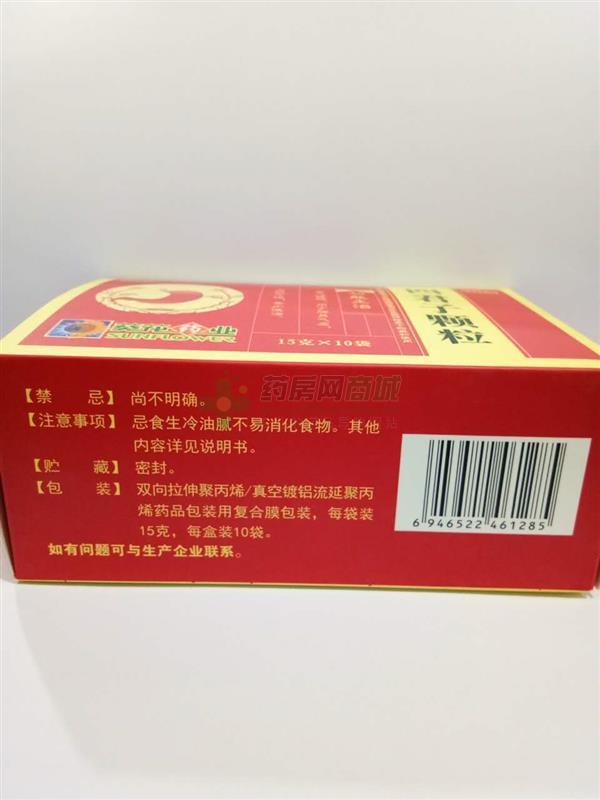 四君子颗粒
15克×10袋
葵花药业
SUNFLOWER
药房网商城
【禁 忌】 尚不明确。
【注意事项】 忌食生冷油腻不易消化食物。其他
内容详见说明书。
【贮 藏】 密封。
【包 装】 双向拉伸聚丙烯/真空镀铝流延聚丙
烯药品包装用复合膜包装，每袋装
15克，每盒装10袋。
如有问题可与生产企业联系。
6 946522 461285